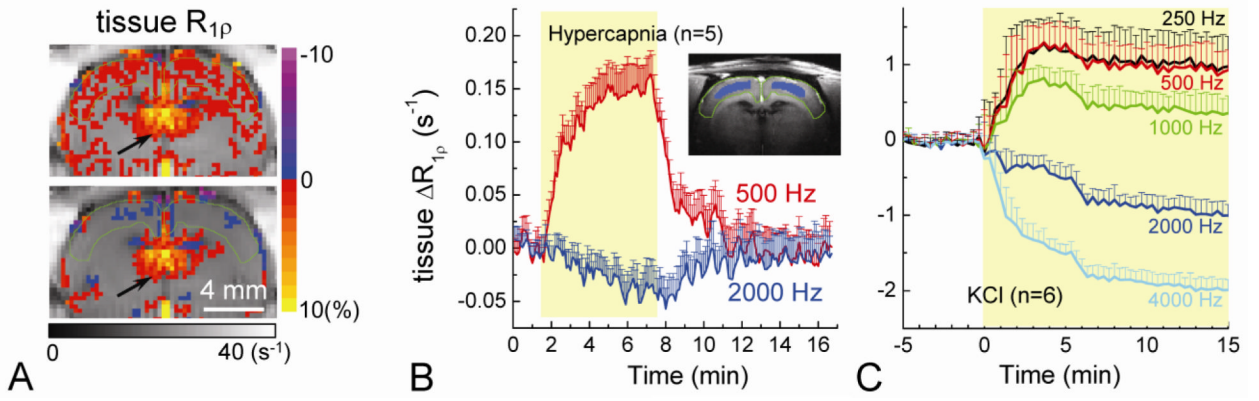 tissue R1ρ
-10
0
10(%)
4 mm
0
40 (s-1)
A
tissue ΔR1ρ (s-1)
0.20
0.15
0.10
0.05
0.00
-0.05
Hypercapnia (n=5)
500 Hz
2000 Hz
0 2 4 6 8 10 12 14 16
Time (min)
B
1
0
-1
-2
250 Hz
500 Hz
1000 Hz
2000 Hz
4000 Hz
KCl (n=6)
-5 0 5 10 15
Time (min)
C